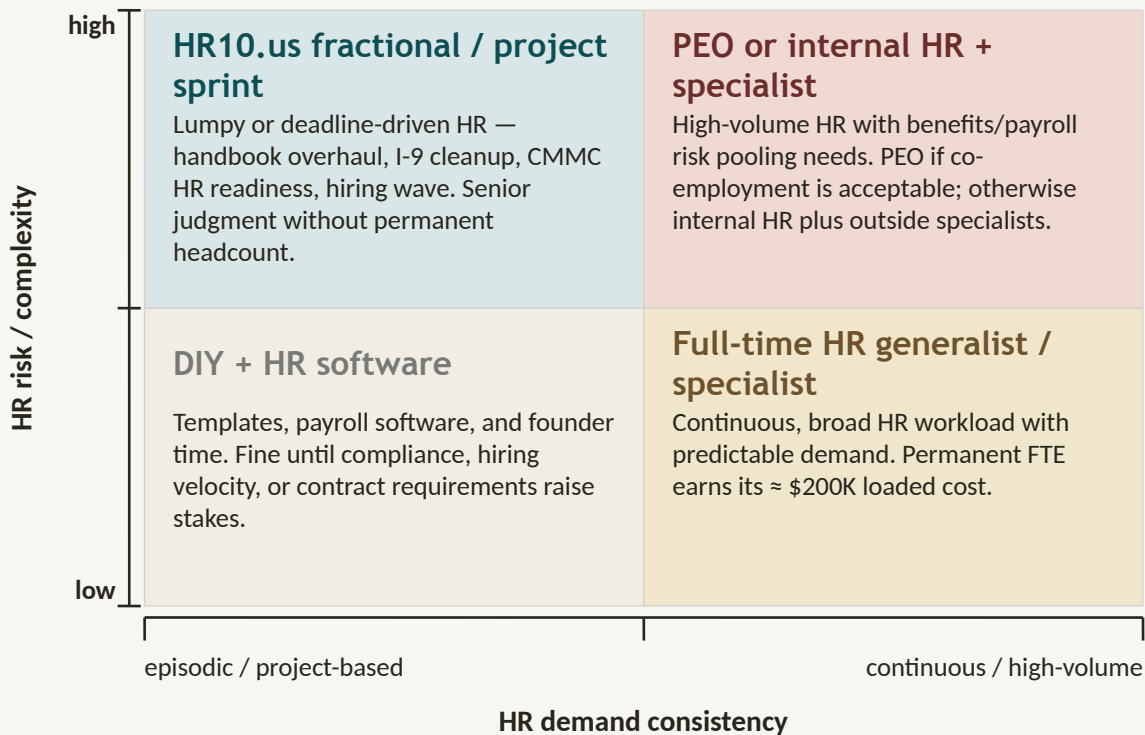 high
HR10.us fractional / project
sprint
Lumpy or deadline-driven HR —
handbook overhaul, I-9 cleanup, CMMC
HR readiness, hiring wave. Senior
judgment without permanent
headcount.
PEO or internal HR +
specialist
High-volume HR with benefits/payroll
risk pooling needs. PEO if co-
employment is acceptable; otherwise
internal HR plus outside specialists.
HR risk / complexity
DIY + HR software
Templates, payroll software, and founder
time. Fine until compliance, hiring
velocity, or contract requirements raise
stakes.
Full-time HR generalist /
specialist
Continuous, broad HR workload with
predictable demand. Permanent FTE
earns its ≈ $200K loaded cost.
low
episodic / project-based
continuous / high-volume
HR demand consistency